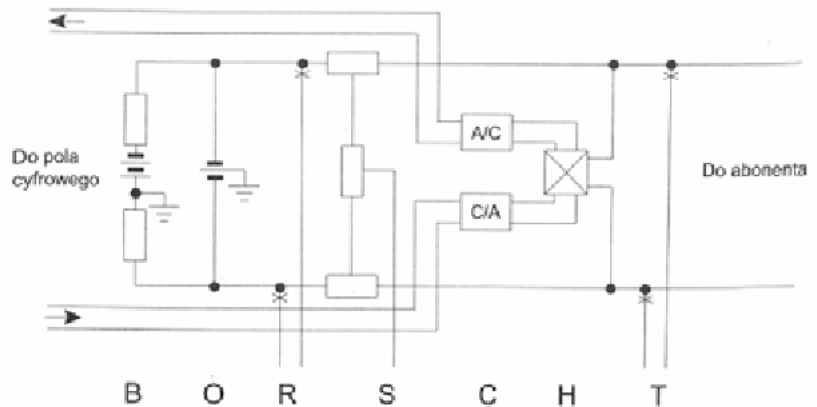 A/C
Do pola
cyfrowego
Do abonenta
C/A
B O R S C H T